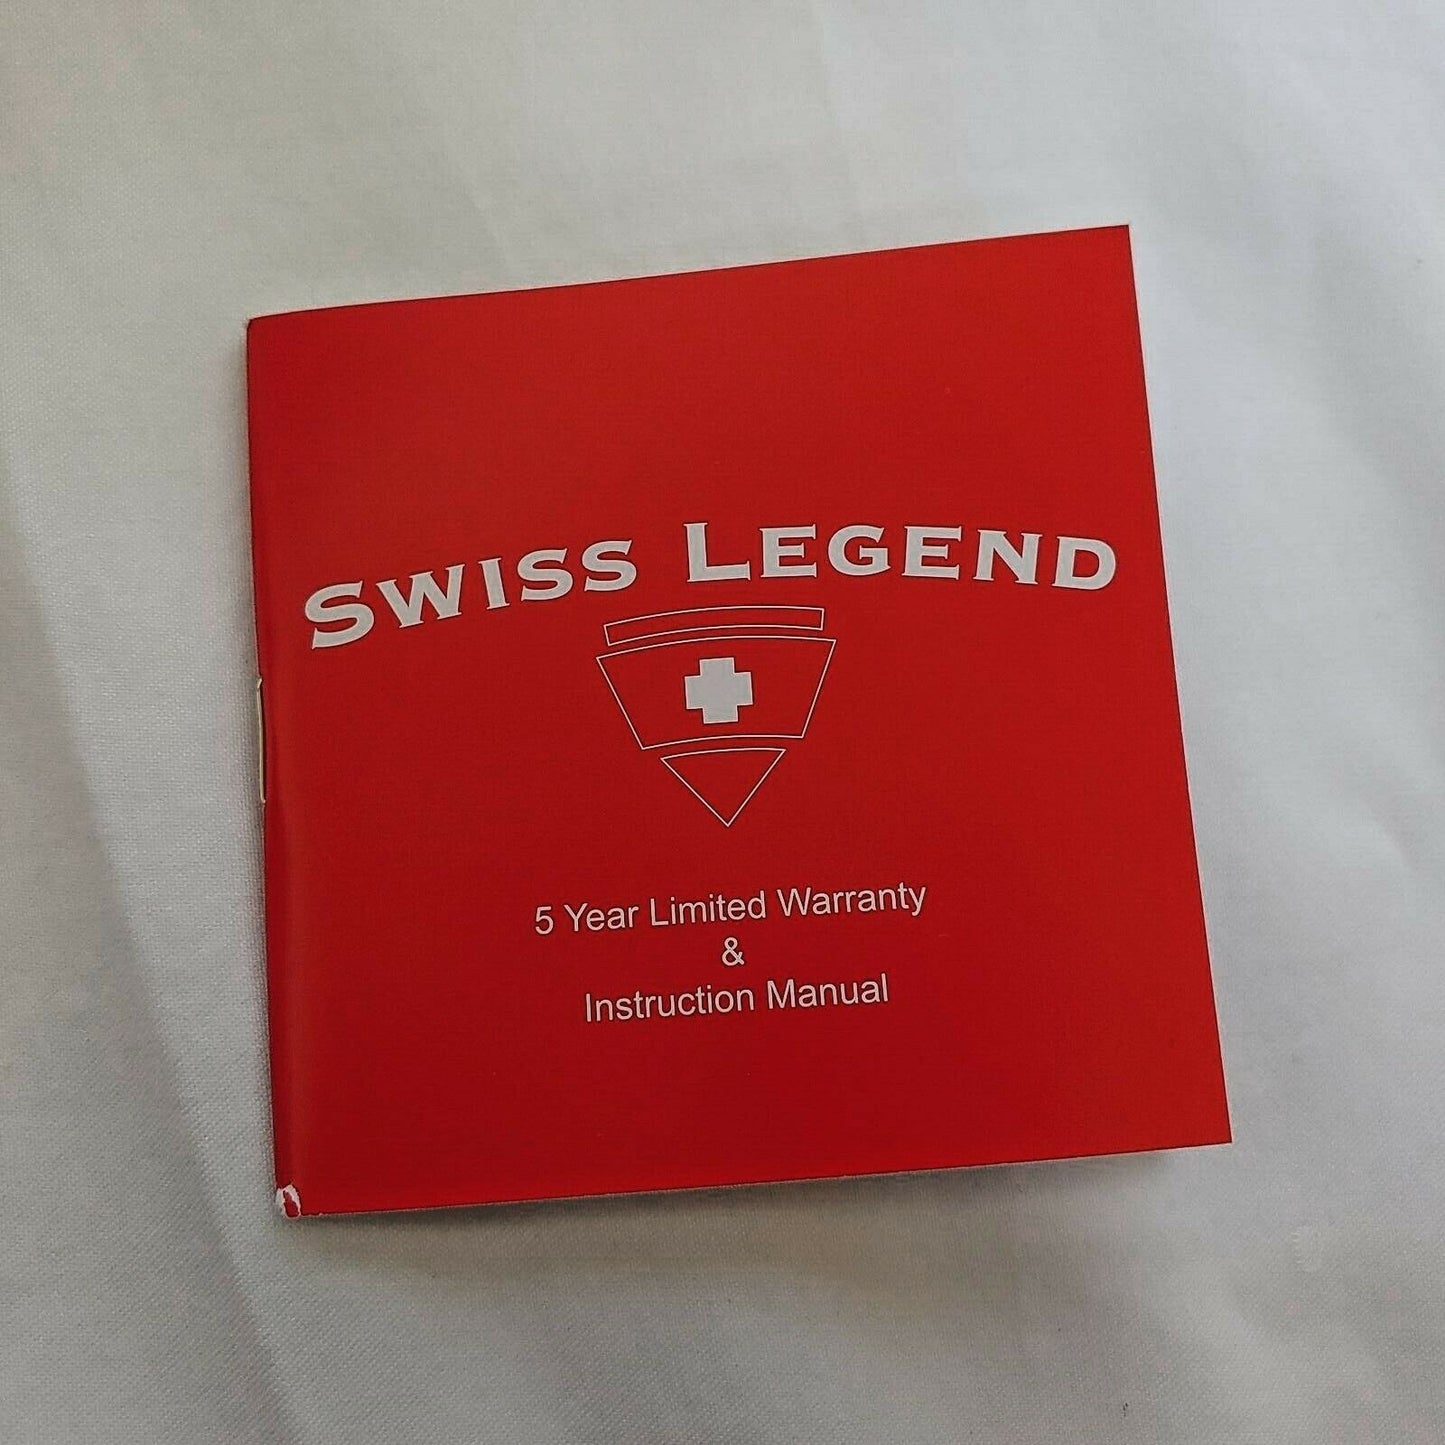 SWISS LEGEND
5 Year Limited Warranty
&
Instruction Manual